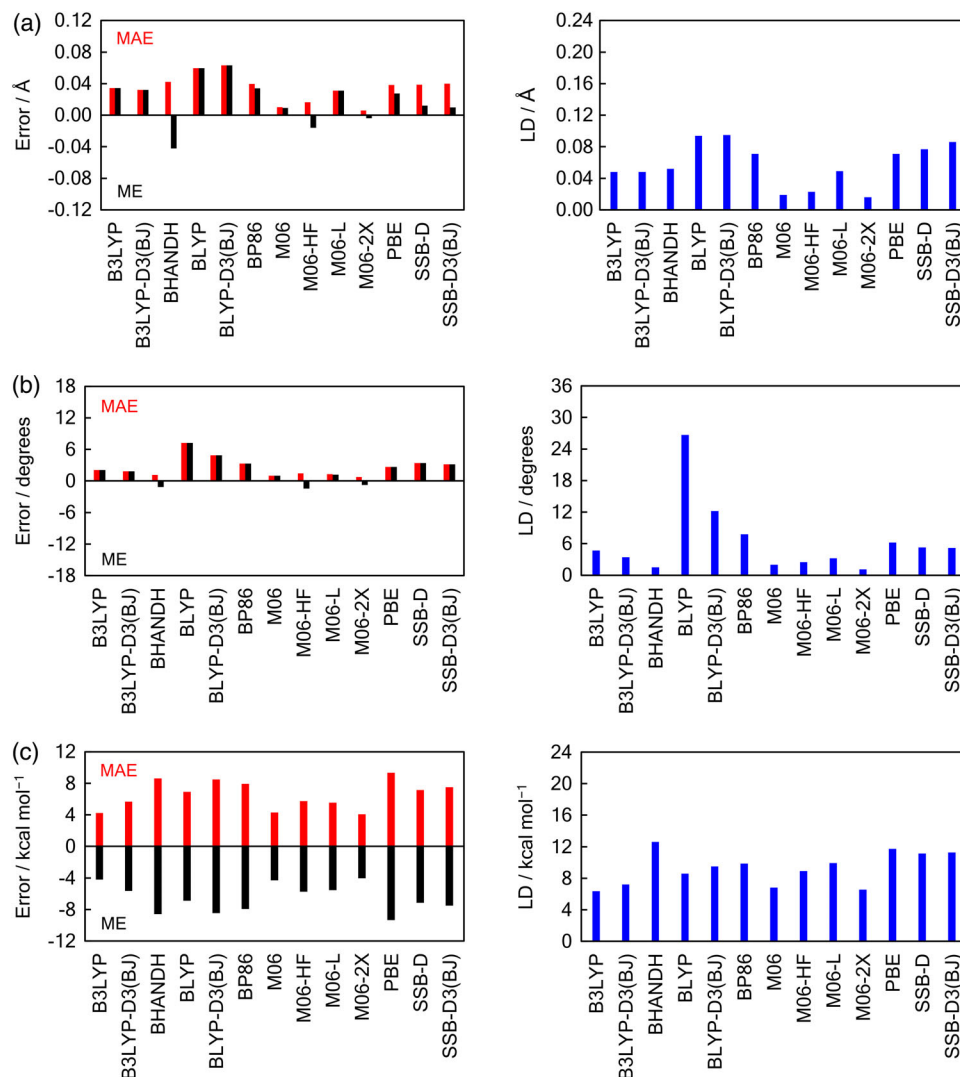 (a)
0.12
0.08
0.04
0.00
-0.04
-0.08
-0.12
Error / Å
MAE
ME
B3LYP
B3LYP-D3(BJ)
BHANDH
BLYP
BLYP-D3(BJ)
BP86
M06
M06-HF
M06-L
M06-2X
PBE
SSB-D
SSB-D3(BJ)
0.24
0.20
0.16
0.12
0.08
0.04
0.00
LD / Å
B3LYP
B3LYP-D3(BJ)
BHANDH
BLYP
BLYP-D3(BJ)
BP86
M06
M06-HF
M06-L
M06-2X
PBE
SSB-D
SSB-D3(BJ)
(b)
18
12
6
0
-6
-12
-18
Error / degrees
MAE
ME
B3LYP
B3LYP-D3(BJ)
BHANDH
BLYP
BLYP-D3(BJ)
BP86
M06
M06-HF
M06-L
M06-2X
PBE
SSB-D
SSB-D3(BJ)
36
30
24
18
12
6
0
LD / degrees
B3LYP
B3LYP-D3(BJ)
BHANDH
BLYP
BLYP-D3(BJ)
BP86
M06
M06-HF
M06-L
M06-2X
PBE
SSB-D
SSB-D3(BJ)
(c)
12
8
4
0
-4
-8
-12
Error / kcal mol⁻¹
MAE
ME
B3LYP
B3LYP-D3(BJ)
BHANDH
BLYP
BLYP-D3(BJ)
BP86
M06
M06-HF
M06-L
M06-2X
PBE
SSB-D
SSB-D3(BJ)
24
20
16
12
8
4
0
LD / kcal mol⁻¹
B3LYP
B3LYP-D3(BJ)
BHANDH
BLYP
BLYP-D3(BJ)
BP86
M06
M06-HF
M06-L
M06-2X
PBE
SSB-D
SSB-D3(BJ)